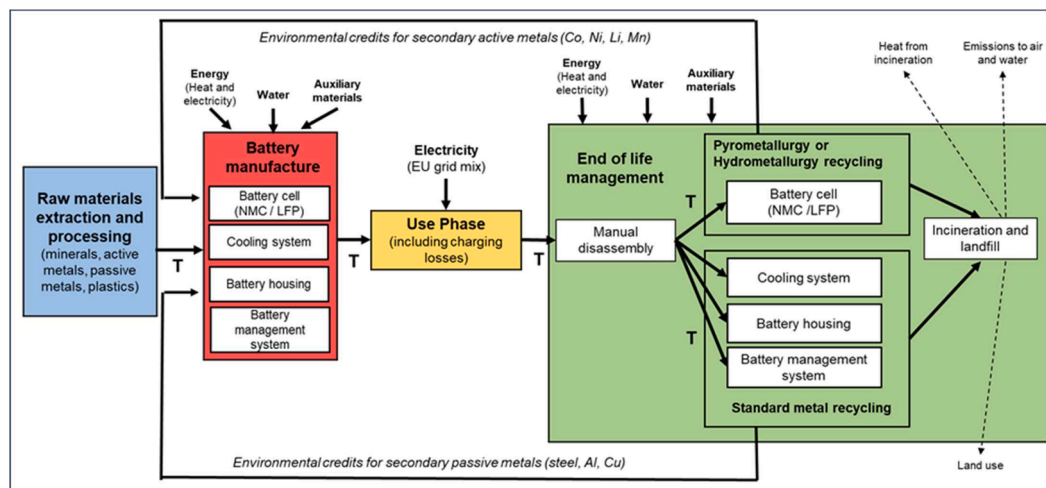 Environmental credits for secondary active metals (Co, Ni, Li, Mn)
Heat from
incineration
Emissions to air
and water
Energy
(Heat and
electricity)
Water
Auxiliary
materials
Energy
(Heat and
electricity)
Water
Auxiliary
materials
Raw materials
extraction and
processing
(minerals, active
metals, passive
metals, plastics)
T
Battery
manufacture
Battery cell
(NMC / LFP)
Cooling system
Battery housing
Battery
management
system
T
Electricity
(EU grid mix)
Use Phase
(including charging
losses)
T
End of life
management
Manual
disassembly
T
T
Pyrometallurgy or
Hydrometallurgy recycling
Battery cell
(NMC /LFP)
Cooling system
Battery housing
Battery management
system
Standard metal recycling
Incineration and
landfill
Land use
Environmental credits for secondary passive metals (steel, Al, Cu)